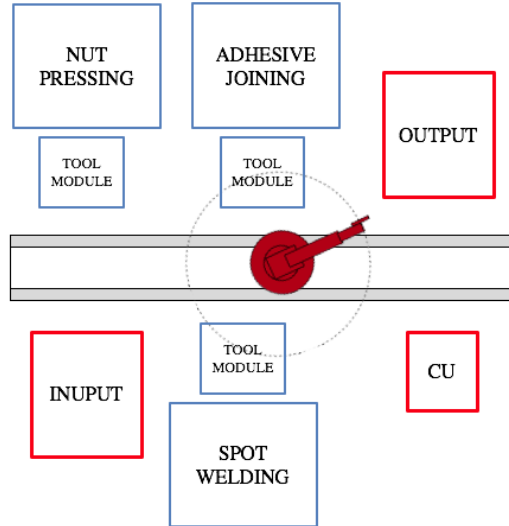 NUT
PRESSING
ADHESIVE
JOINING
OUTPUT
TOOL
MODULE
TOOL
MODULE
INUPUT
TOOL
MODULE
CU
SPOT
WELDING